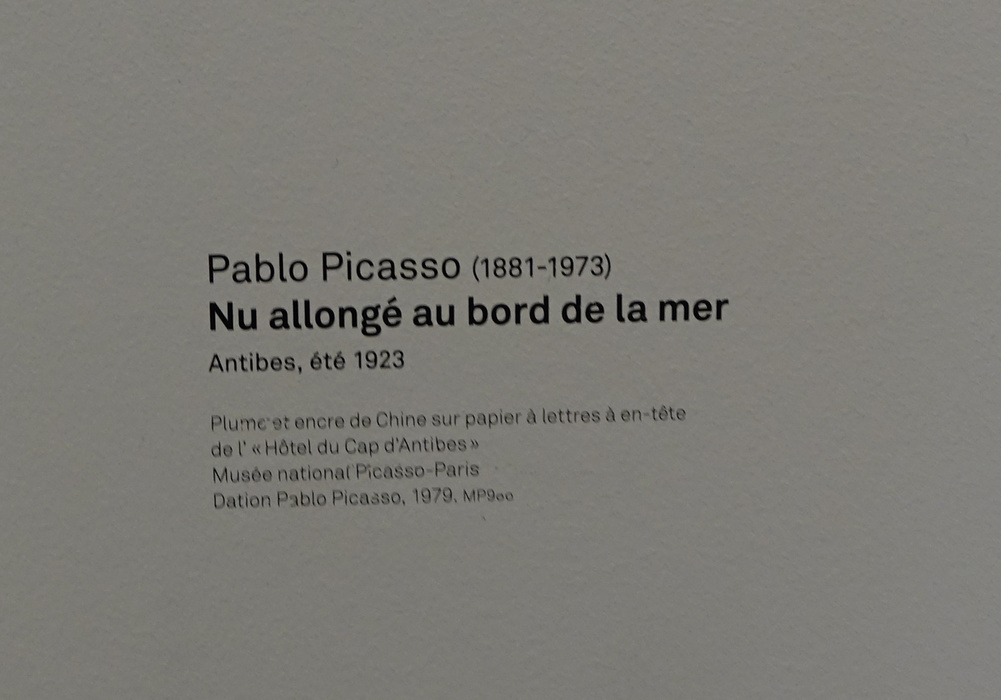 Pablo Picasso (1881-1973)
Nu allongé au bord de la mer
Antibes, été 1923
Plume et encre de Chine sur papier à lettres à en-tête
de l' « Hôtel du Cap d'Antibes »
Musée national Picasso-Paris
Dation Pablo Picasso, 1979. MP900